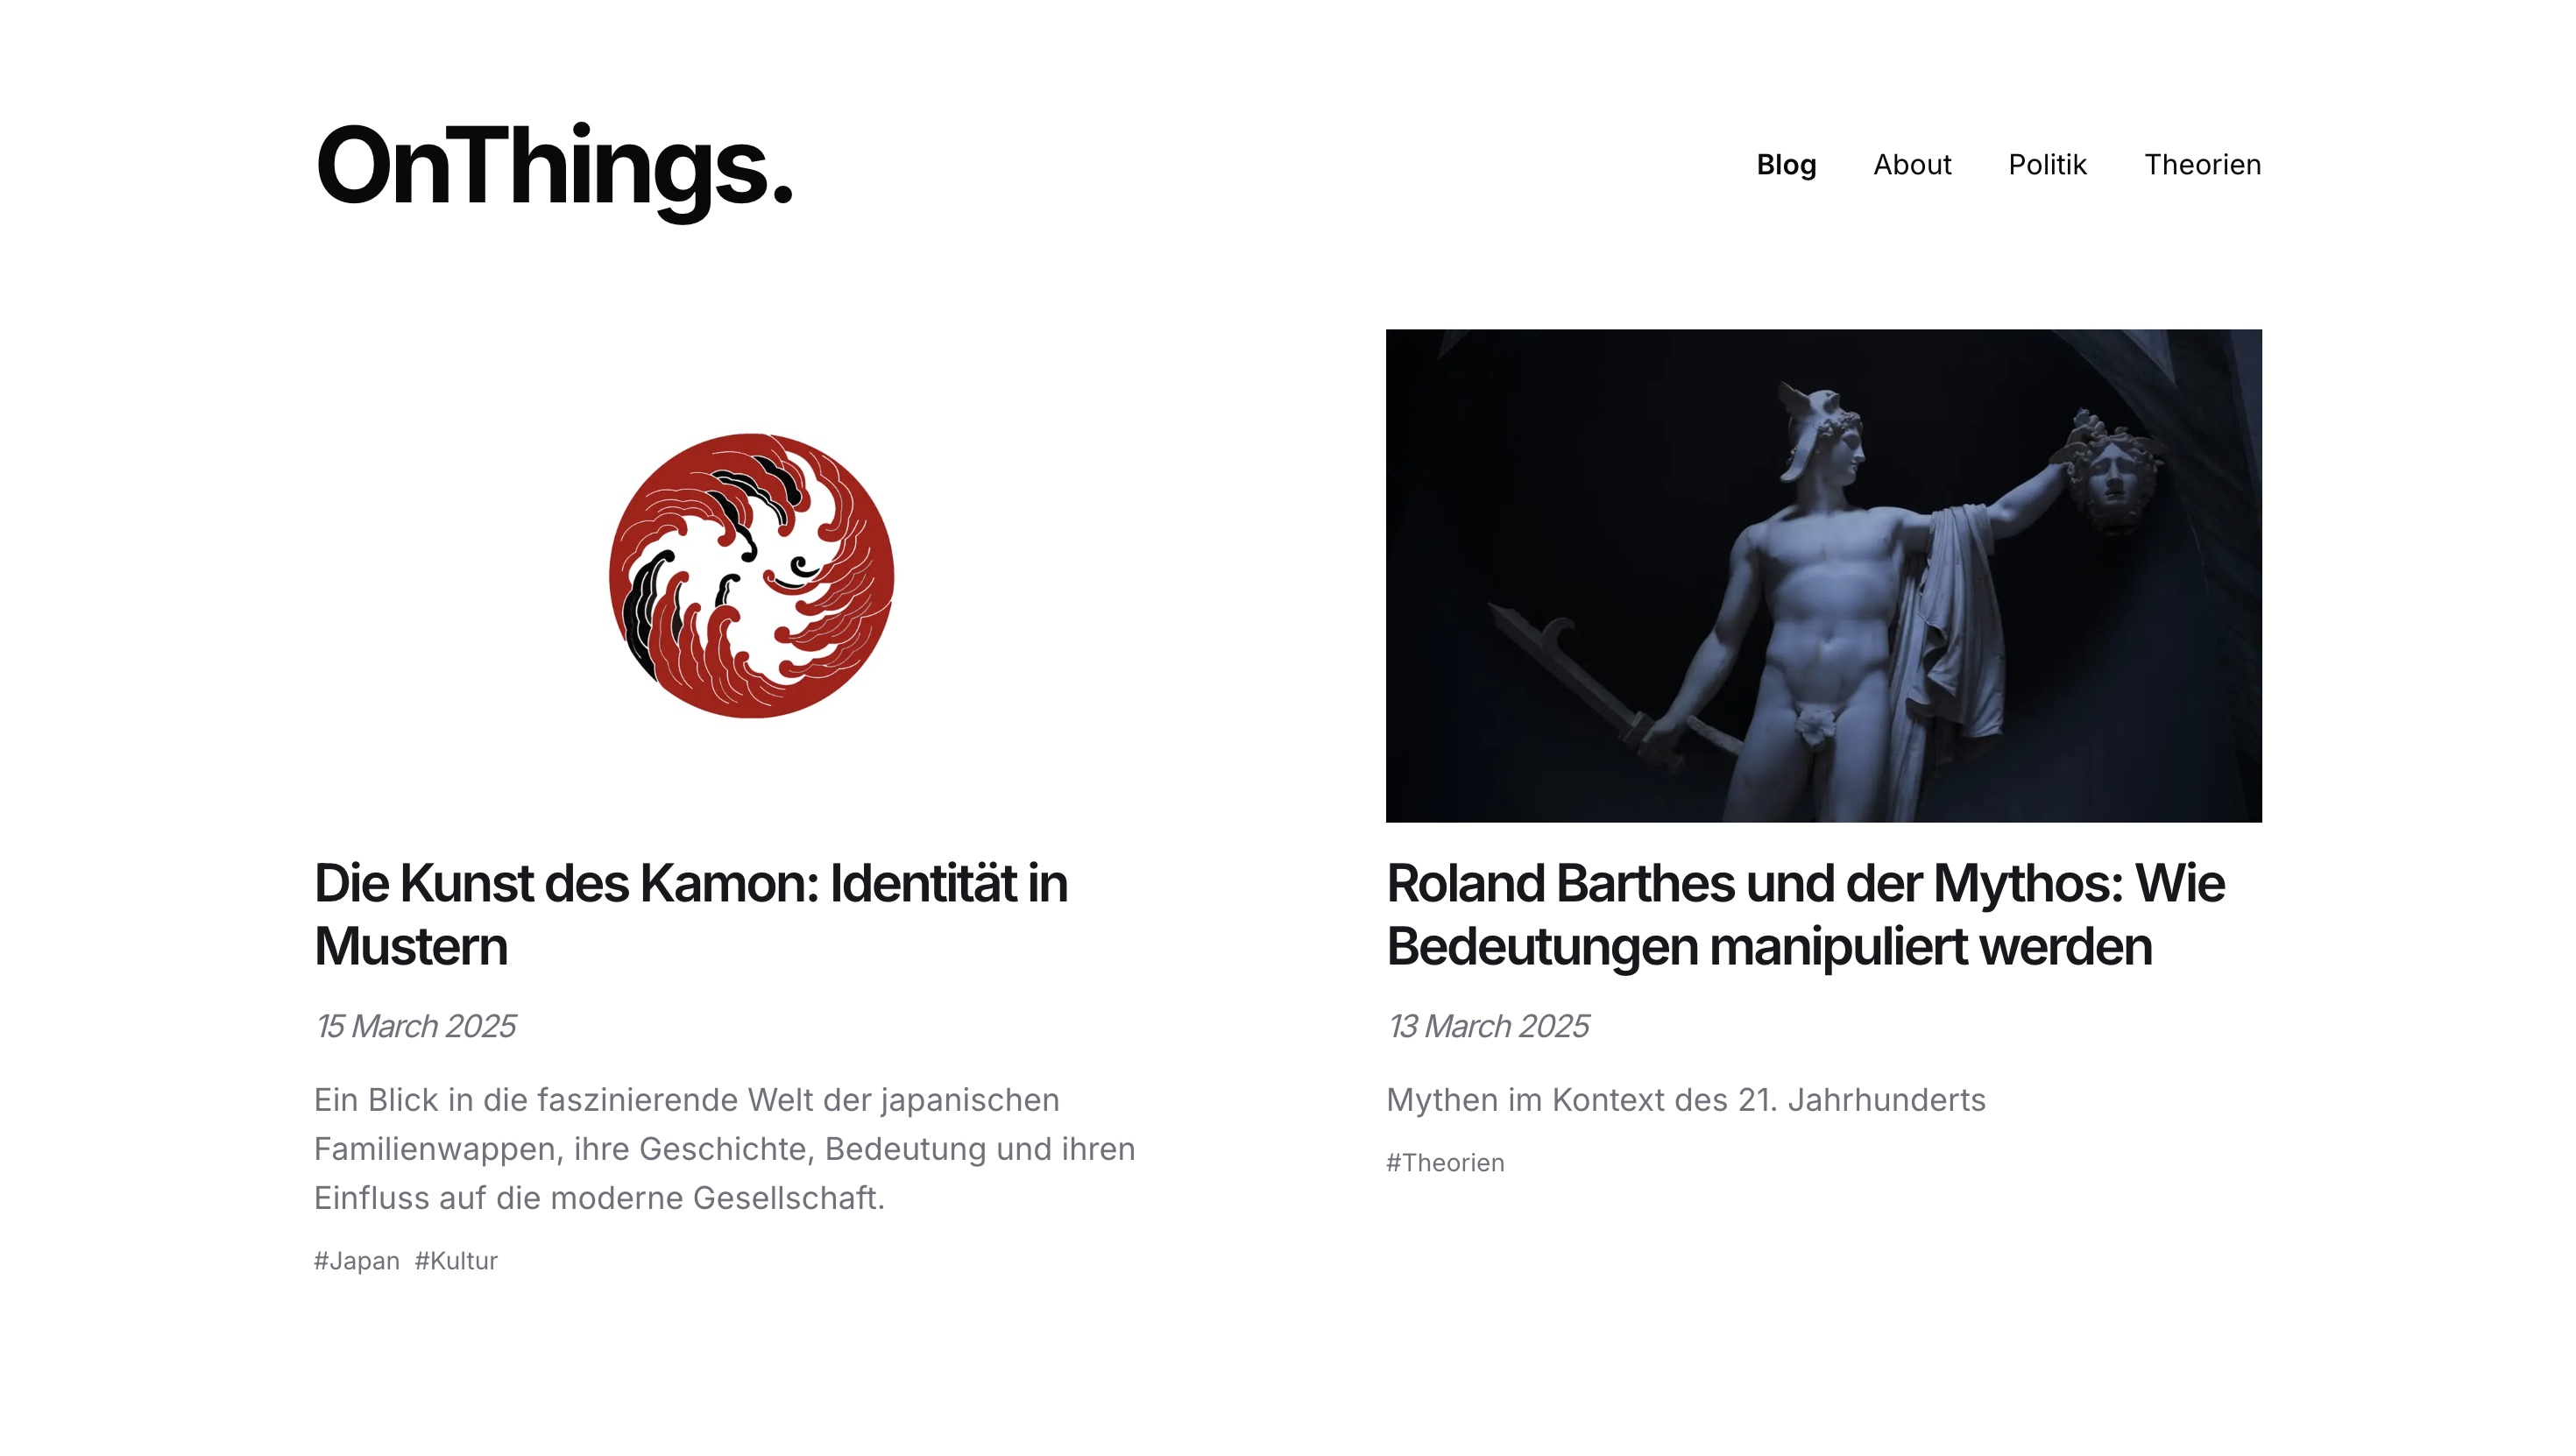 OnThings.
Blog About Politik Theorien
Die Kunst des Kamon: Identität in
Mustern
15 March 2025
Ein Blick in die faszinierende Welt der japanischen
Familienwappen, ihre Geschichte, Bedeutung und ihren
Einfluss auf die moderne Gesellschaft.
#Japan #Kultur
Roland Barthes und der Mythos: Wie
Bedeutungen manipuliert werden
13 March 2025
Mythen im Kontext des 21. Jahrhunderts
#Theorien